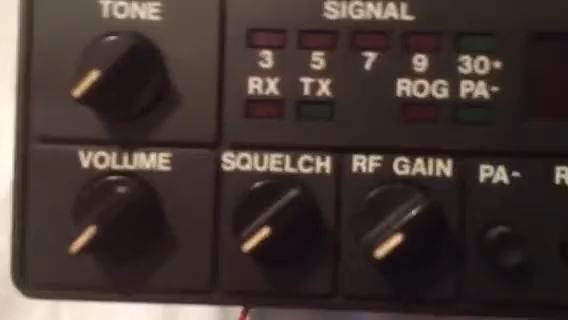 TONE
SIGNAL
3 5 7 9 30+
RX TX ROG PA-
VOLUME SQUELCH RF GAIN PA-